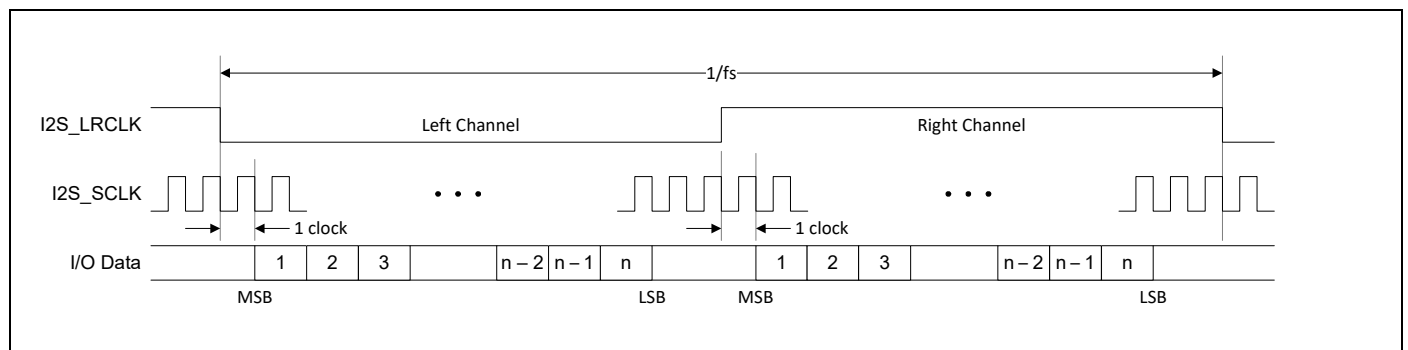 1/fs
I2S_LRCLK Left Channel Right Channel
I2S_SCLK • • • • • •
1 clock 1 clock
I/O Data 1 2 3 n – 2 n – 1 n 1 2 3 n – 2 n – 1 n
MSB LSB MSB LSB